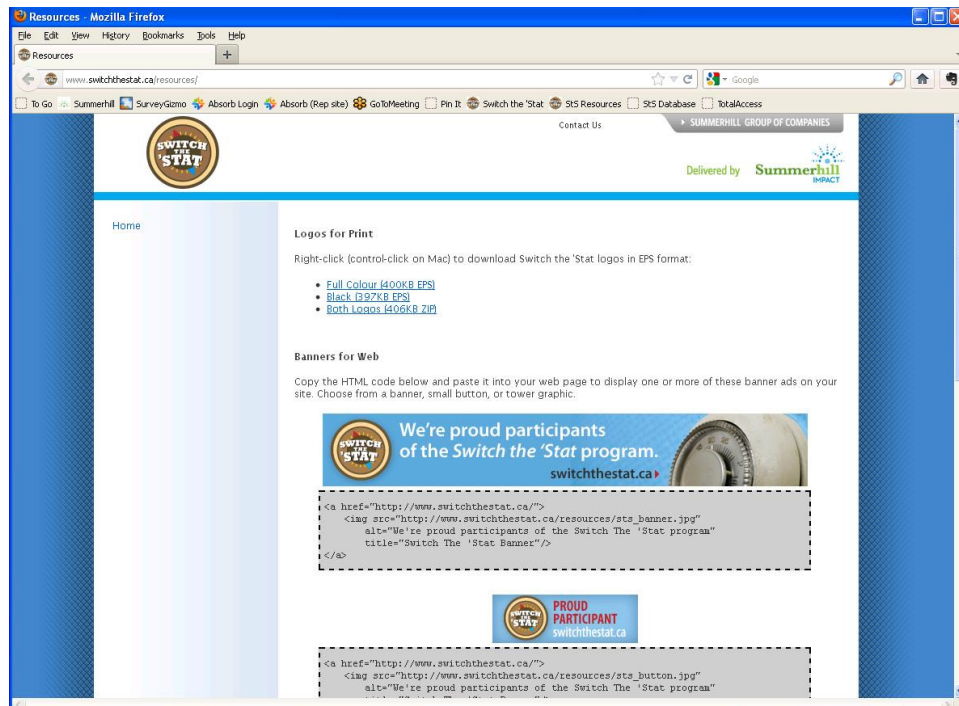 Resources - Mozilla Firefox
File Edit View History Bookmarks Tools Help
Resources +
www.switchthestat.ca/resources/ Google
To Go Summerhill SurveyGizmo Absorb Login Absorb (Rep site) GoToMeeting Pin It Switch the 'Stat StS Resources StS Database TotalAccess
Contact Us SUMMERHILL GROUP OF COMPANIES
SWITCH
THE
'STAT
Delivered by Summerhill
IMPACT
Home
Logos for Print
Right-click (control-click on Mac) to download Switch the 'Stat logos in EPS format:
Full Colour (400KB EPS)
Black (397KB EPS)
Both Logos (406KB ZIP)
Banners for Web
Copy the HTML code below and paste it into your web page to display one or more of these banner ads on your
site. Choose from a banner, small button, or tower graphic.
SWITCH
THE
'STAT
We're proud participants
of the Switch the 'Stat program.
switchthestat.ca
<a href="http://www.switchthestat.ca/">
<img src="http://www.switchthestat.ca/resources/sts_banner.jpg"
alt="We're proud participants of the Switch The 'Stat program"
title="Switch The 'Stat Banner"/>
</a>
SWITCH
THE
'STAT
PROUD
PARTICIPANT
switchthestat.ca
<a href="http://www.switchthestat.ca/">
<img src="http://www.switchthestat.ca/resources/sts_button.jpg"
alt="We're proud participants of the Switch The 'Stat program"